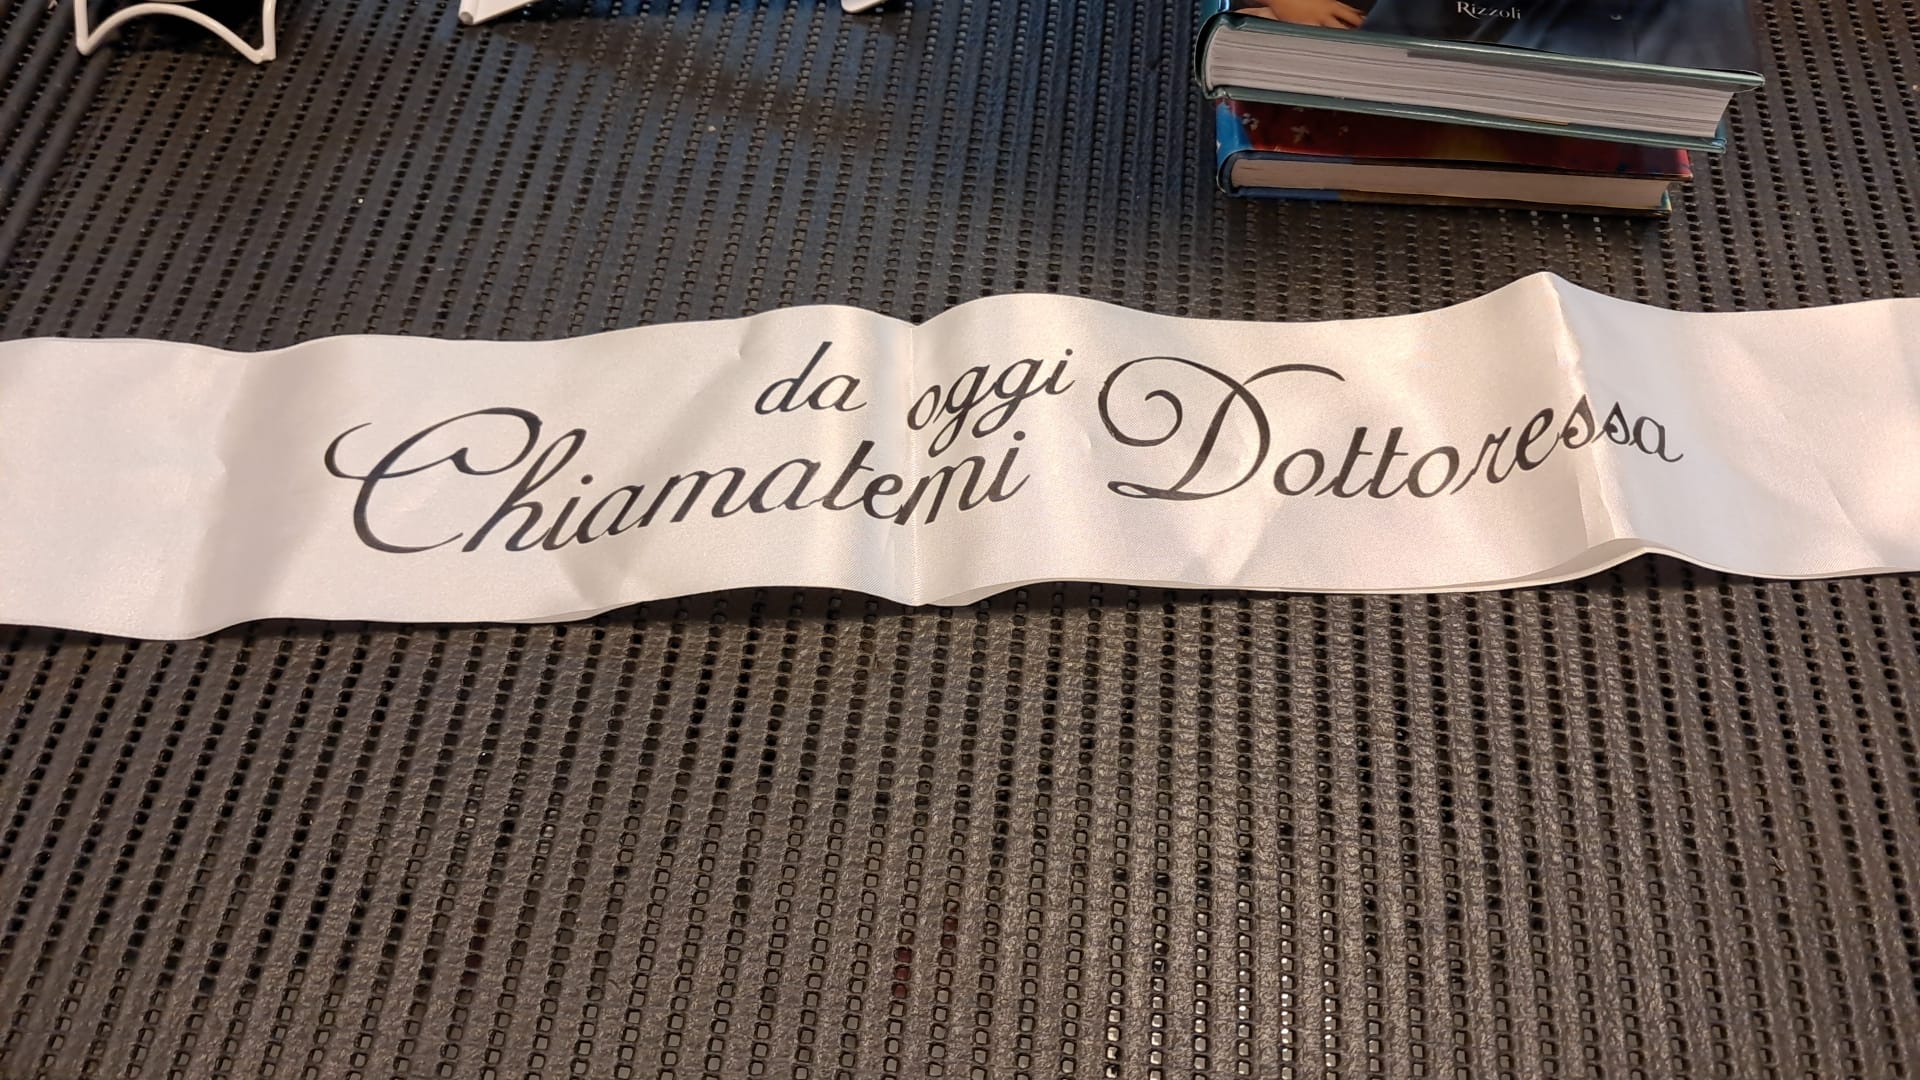 Rizzoli
da oggi
Chiamatemi Dottoressa